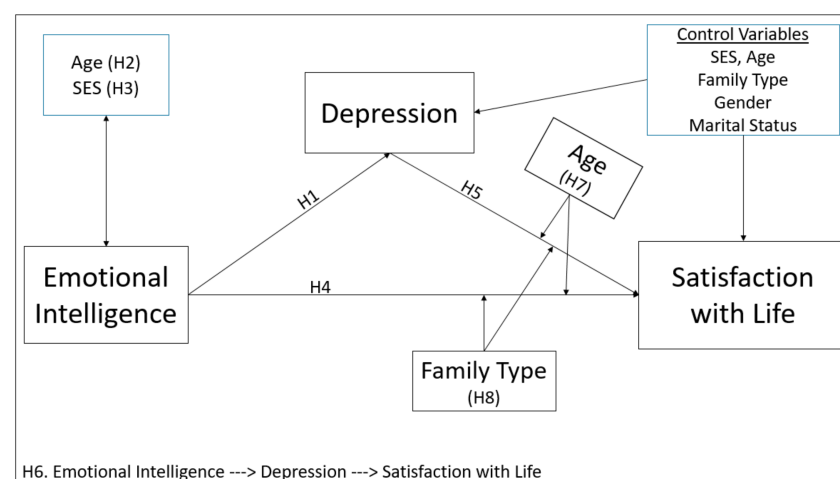 Age (H2)
SES (H3)
Control Variables
SES, Age
Family Type
Gender
Marital Status
Depression
Age
(H7)
H1
H5
Emotional
Intelligence
H4
Satisfaction
with Life
Family Type
(H8)
H6. Emotional Intelligence ---> Depression ---> Satisfaction with Life